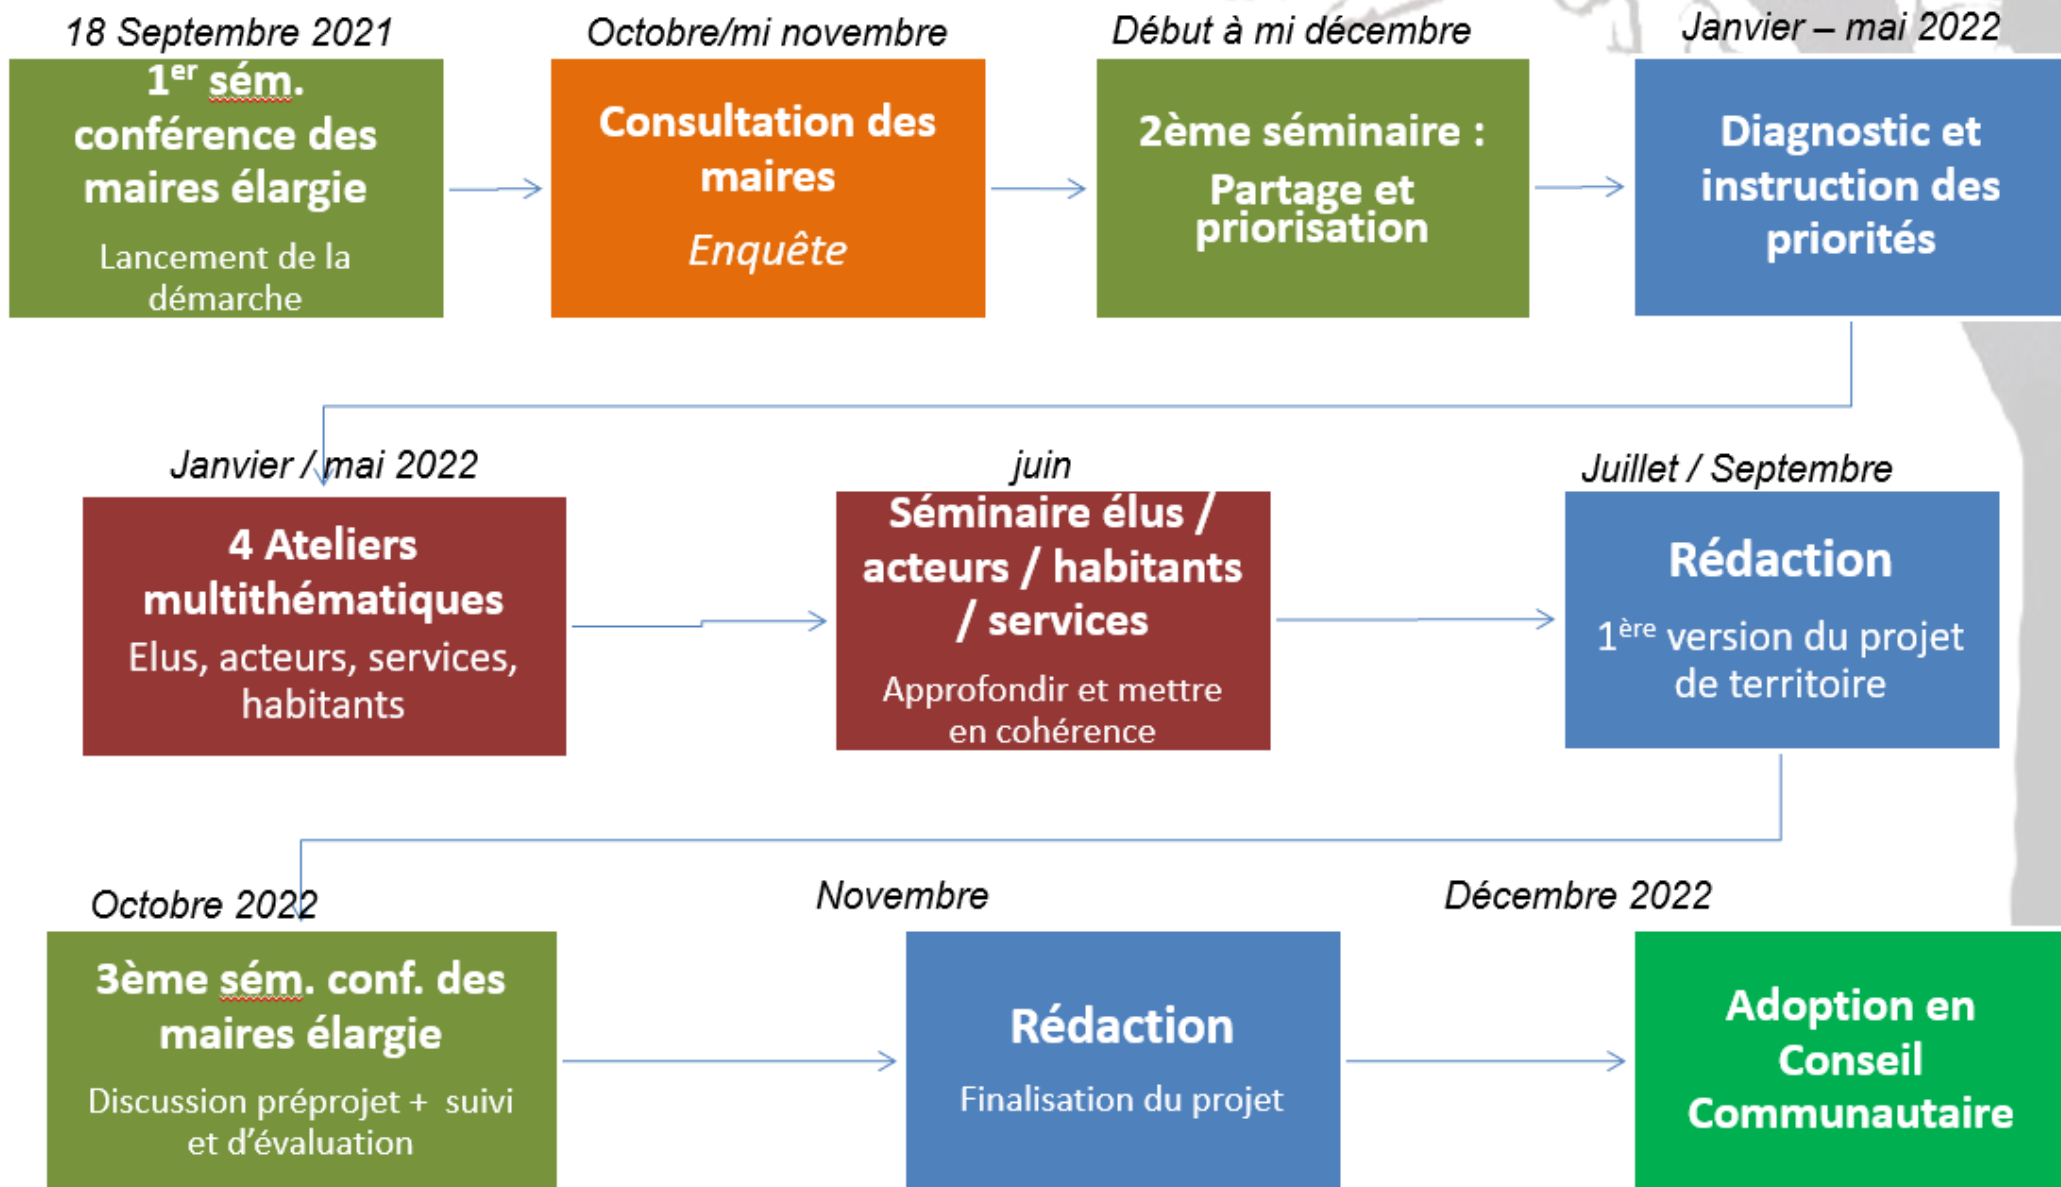 18 Septembre 2021
1er sém.
conférence des
maires élargie
Lancement de la
démarche
Octobre/mi novembre
Consultation des
maires
Enquête
Début à mi décembre
2ème séminaire :
Partage et
priorisation
Janvier – mai 2022
Diagnostic et
instruction des
priorités
Janvier / mai 2022
4 Ateliers
multithématiques
Elus, acteurs, services,
habitants
juin
Séminaire élus /
acteurs / habitants
/ services
Approfondir et mettre
en cohérence
Juillet / Septembre
Rédaction
1ère version du projet
de territoire
Octobre 2022
3ème sém. conf. des
maires élargie
Discussion préprojet + suivi
et d'évaluation
Novembre
Rédaction
Finalisation du projet
Décembre 2022
Adoption en
Conseil
Communautaire